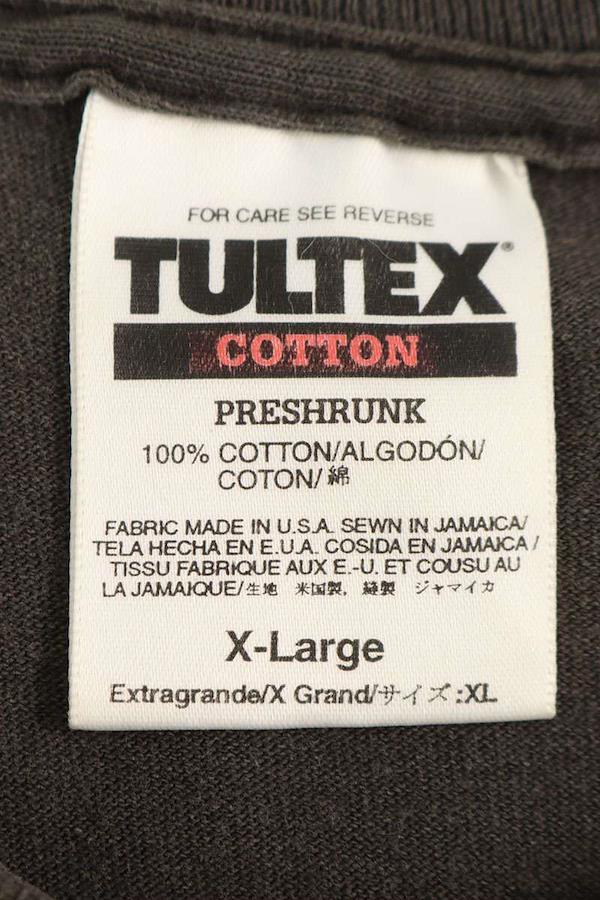 FOR CARE SEE REVERSE
TULTEX®
COTTON
PRESHRUNK
100% COTTON/ALGODÓN/
COTON/綿
FABRIC MADE IN U.S.A. SEWN IN JAMAICA/
TELA HECHA EN E.U.A. COSIDA EN JAMAICA /
TISSU FABRIQUE AUX E.-U. ET COUSU AU
LA JAMAIQUE/生地 米国製, 縫製 ジャマイカ
X-Large
Extragrande/X Grand/サイズ:XL